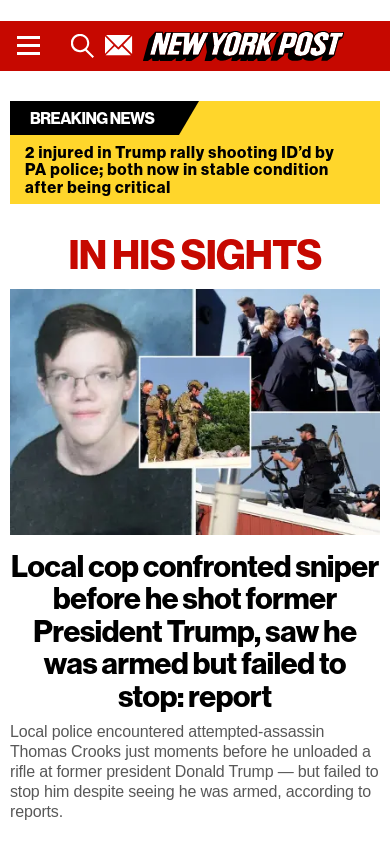 NEW YORK POST
BREAKING NEWS
2 injured in Trump rally shooting ID’d by
PA police; both now in stable condition
after being critical
IN HIS SIGHTS
Local cop confronted sniper
before he shot former
President Trump, saw he
was armed but failed to
stop: report
Local police encountered attempted-assassin
Thomas Crooks just moments before he unloaded a
rifle at former president Donald Trump — but failed to
stop him despite seeing he was armed, according to
reports.